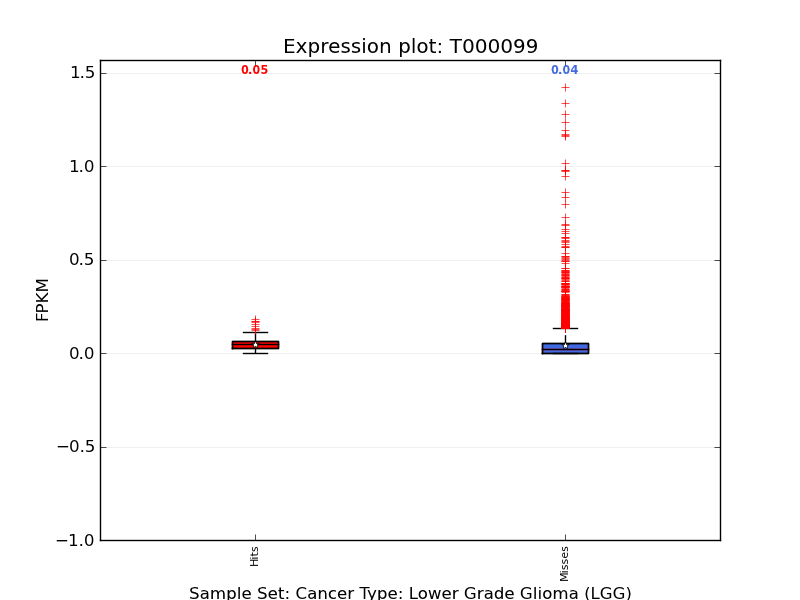 Expression plot: T000099
0.05
0.04
1.5
1.0
0.5
0.0
−0.5
−1.0
FPKM
Hits
Misses
Sample Set: Cancer Type: Lower Grade Glioma (LGG)